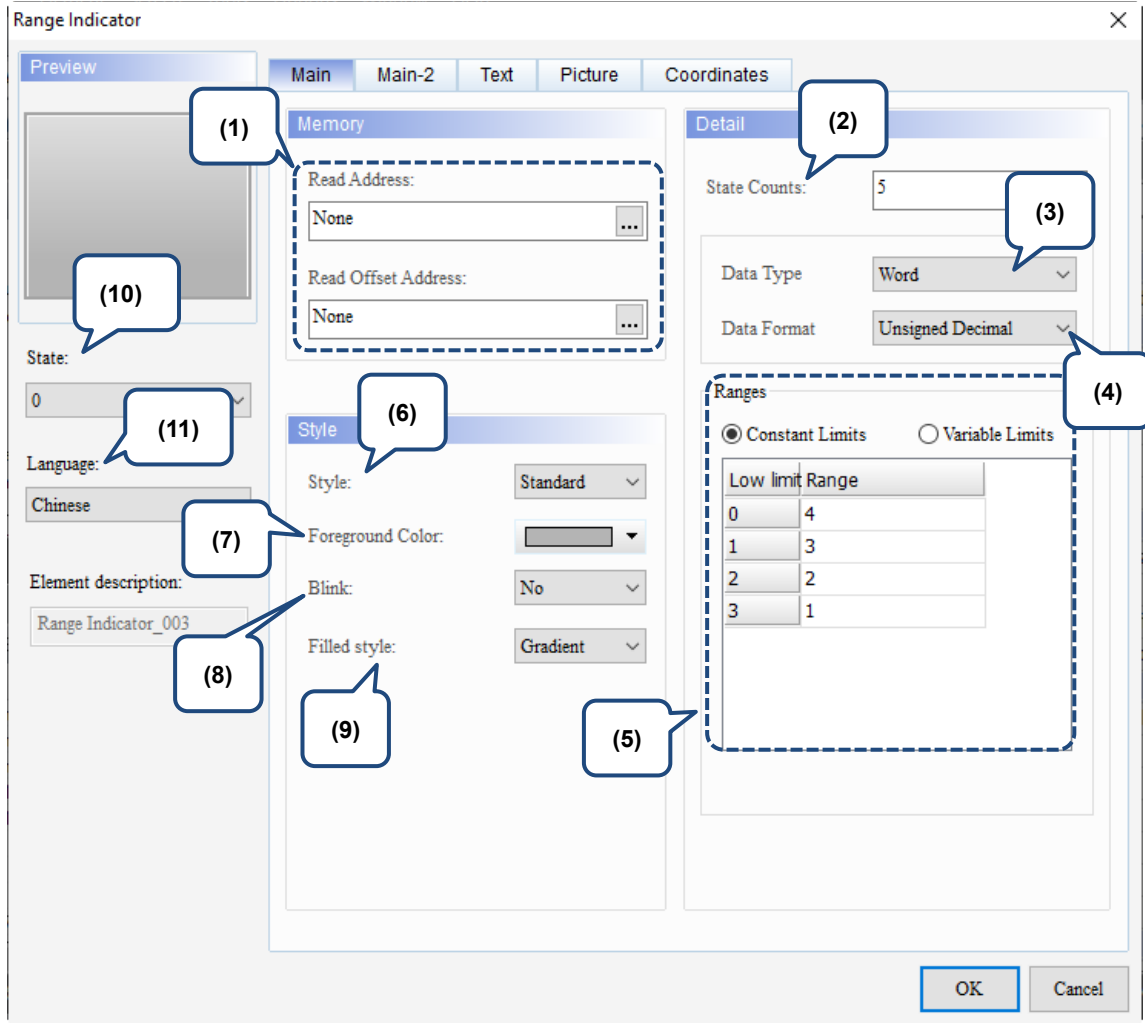 Range Indicator
Preview
Main
Main-2
Text
Picture
Coordinates
(1)
Memory
Read Address:
None
...
Read Offset Address:
None
...
(2)
Detail
State Counts:
5
(3)
Data Type
Word
Data Format
Unsigned Decimal
(4)
Ranges
Constant Limits
Variable Limits
Low limit Range
0 4
1 3
2 2
3 1
(5)
(10)
State:
0
(11)
Language:
Chinese
Element description:
Range Indicator_003
(6)
Style
Style:
Standard
(7)
Foreground Color:
Blink:
No
(8)
Filled style:
Gradient
(9)
OK
Cancel